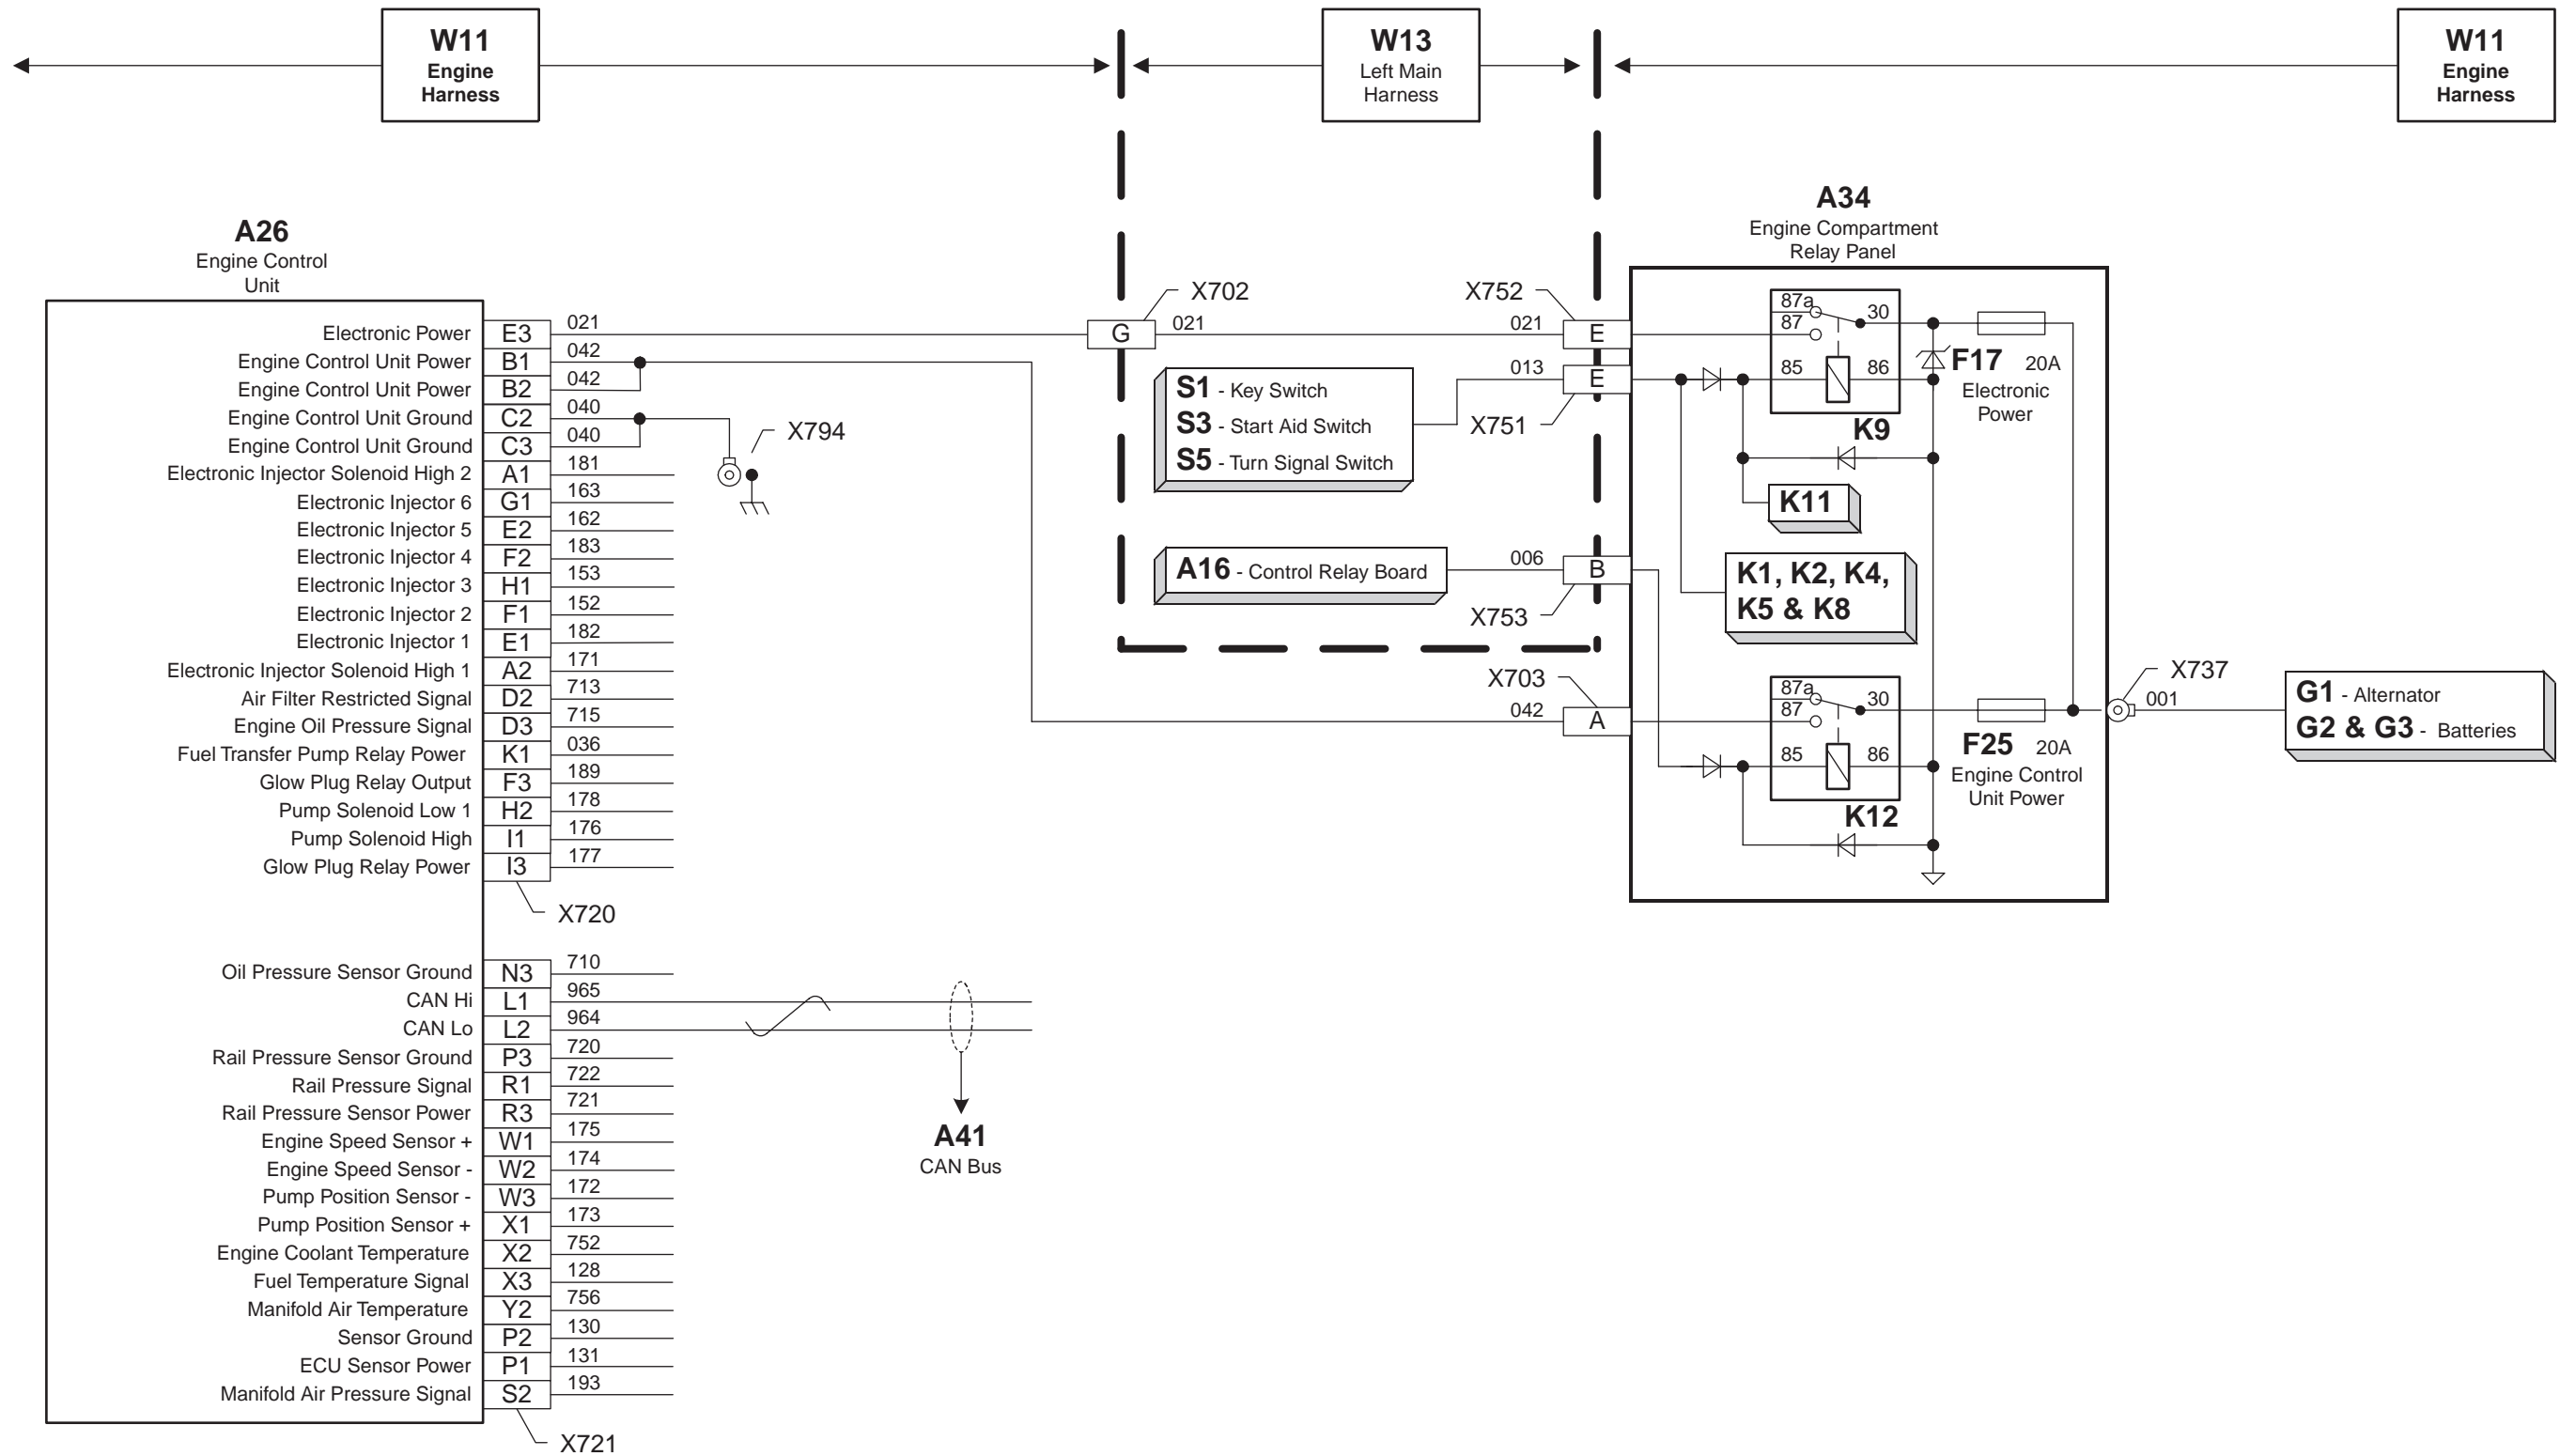 W11
Engine
Harness
W13
Left Main
Harness
W11
Engine
Harness
A26
Engine Control
Unit
Electronic Power E3 021
Engine Control Unit Power B1 042
Engine Control Unit Power B2 042
Engine Control Unit Ground C2 040
Engine Control Unit Ground C3 040
Electronic Injector Solenoid High 2 A1 181
Electronic Injector 6 G1 163
Electronic Injector 5 E2 162
Electronic Injector 4 F2 183
Electronic Injector 3 H1 153
Electronic Injector 2 F1 152
Electronic Injector 1 E1 182
Electronic Injector Solenoid High 1 A2 171
Air Filter Restricted Signal D2 713
Engine Oil Pressure Signal D3 715
Fuel Transfer Pump Relay Power K1 036
Glow Plug Relay Output F3 189
Pump Solenoid Low 1 H2 178
Pump Solenoid High I1 176
Glow Plug Relay Power I3 177
X720
Oil Pressure Sensor Ground N3 710
CAN Hi L1 965
CAN Lo L2 964
Rail Pressure Sensor Ground P3 720
Rail Pressure Signal R1 722
Rail Pressure Sensor Power R3 721
Engine Speed Sensor + W1 175
Engine Speed Sensor - W2 174
Pump Position Sensor - W3 172
Pump Position Sensor + X1 173
Engine Coolant Temperature X2 752
Fuel Temperature Signal X3 128
Manifold Air Temperature Y2 756
Sensor Ground P2 130
ECU Sensor Power P1 131
Manifold Air Pressure Signal S2 193
X721
X794
A41
CAN Bus
X702
G 021
X752
021 E
013 E
X751
S1 - Key Switch
S3 - Start Aid Switch
S5 - Turn Signal Switch
A16 - Control Relay Board
006 B
X753
X703
042 A
A34
Engine Compartment
Relay Panel
87a
87
30
85
86
K9
F17 20A
Electronic
Power
K11
K1, K2, K4,
K5 & K8
87a
87
30
85
86
K12
F25 20A
Engine Control
Unit Power
X737
001
G1 - Alternator
G2 & G3 - Batteries